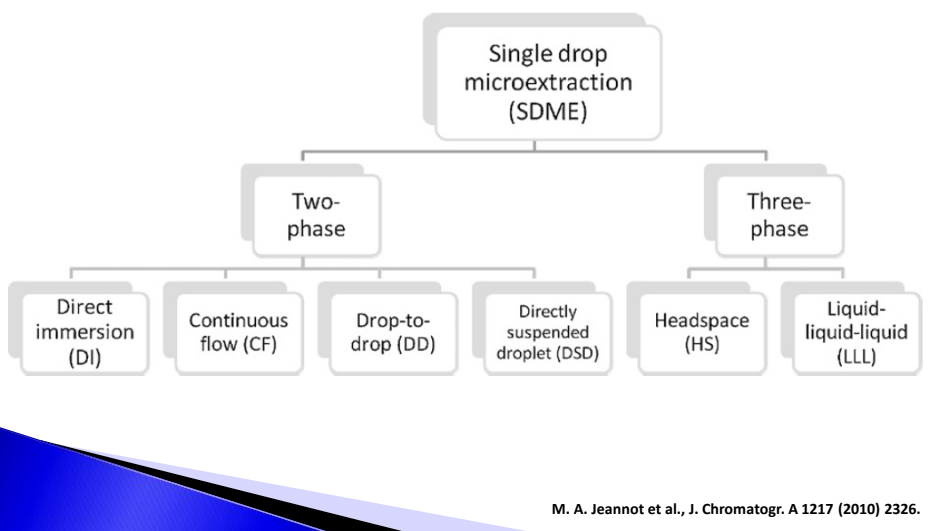 Single drop
microextraction
(SDME)
Two-
phase
Three-
phase
Direct
immersion
(DI)
Continuous
flow (CF)
Drop-to-
drop (DD)
Directly
suspended
droplet (DSD)
Headspace
(HS)
Liquid-
liquid-liquid
(LLL)
M. A. Jeannot et al., J. Chromatogr. A 1217 (2010) 2326.